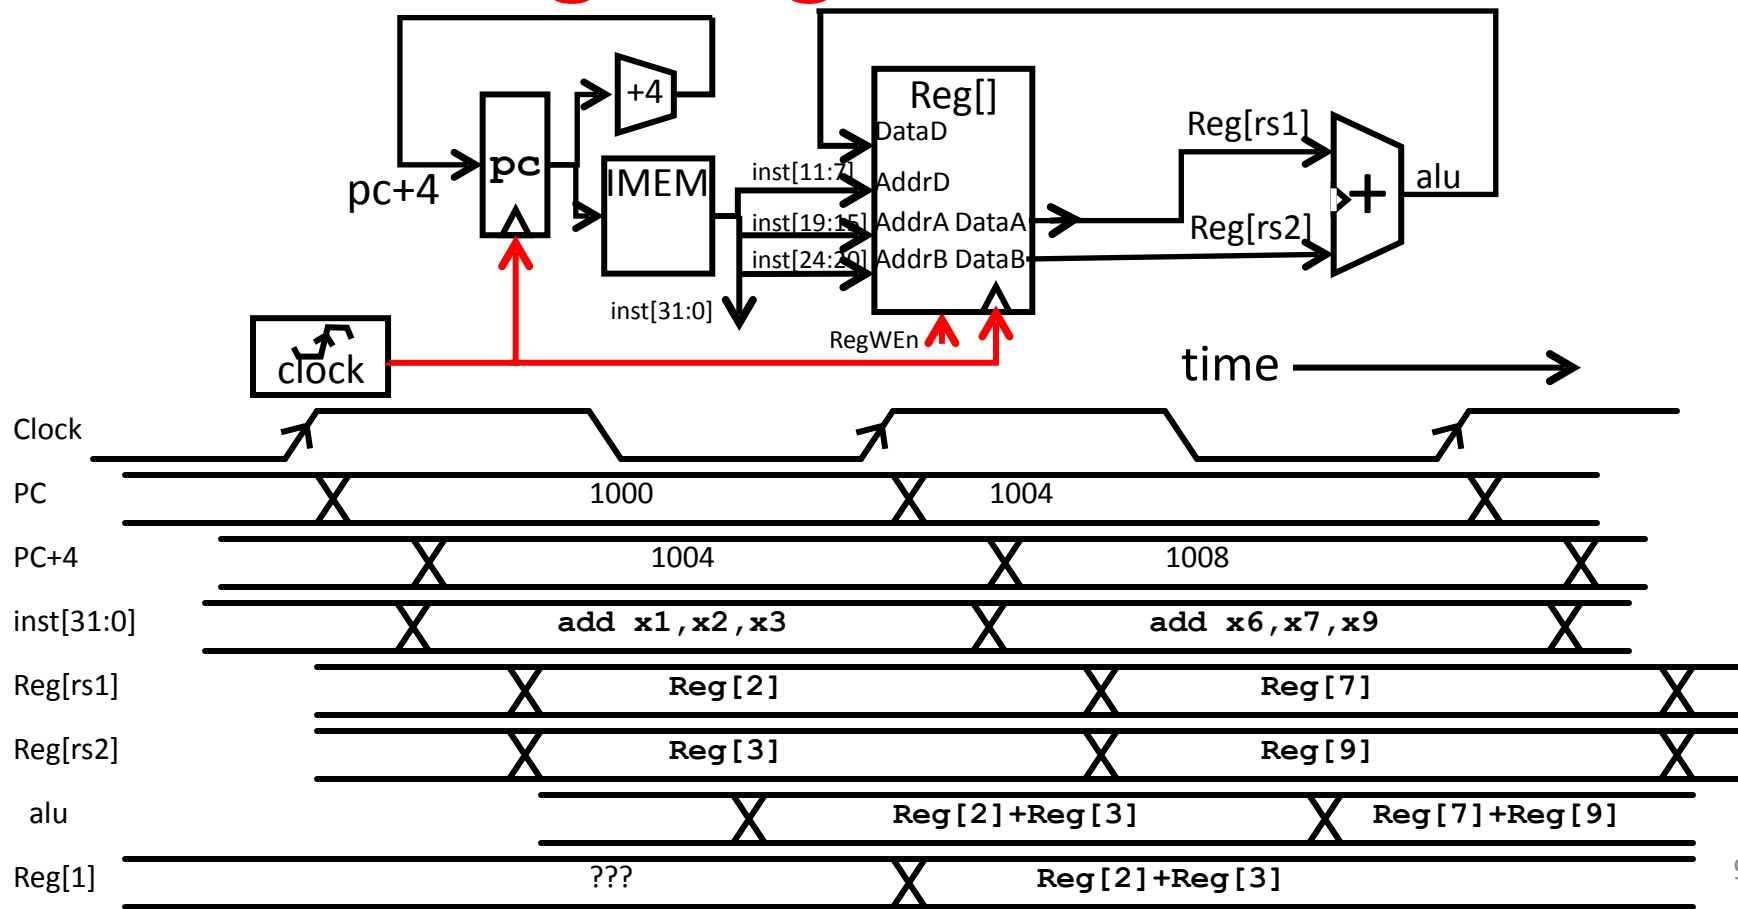 +4
Reg[]
DataD
Reg[rs1]
pc
pc+4
IMEM
inst[11:7]
AddrD
alu
+
inst[19:15]
AddrA DataA
Reg[rs2]
inst[24:20]
AddrB DataB
inst[31:0]
RegWEn
clock
time
Clock
PC 1000 1004
PC+4 1004 1008
inst[31:0] add x1,x2,x3 add x6,x7,x9
Reg[rs1] Reg[2] Reg[7]
Reg[rs2] Reg[3] Reg[9]
alu Reg[2]+Reg[3] Reg[7]+Reg[9]
Reg[1] ??? Reg[2]+Reg[3]